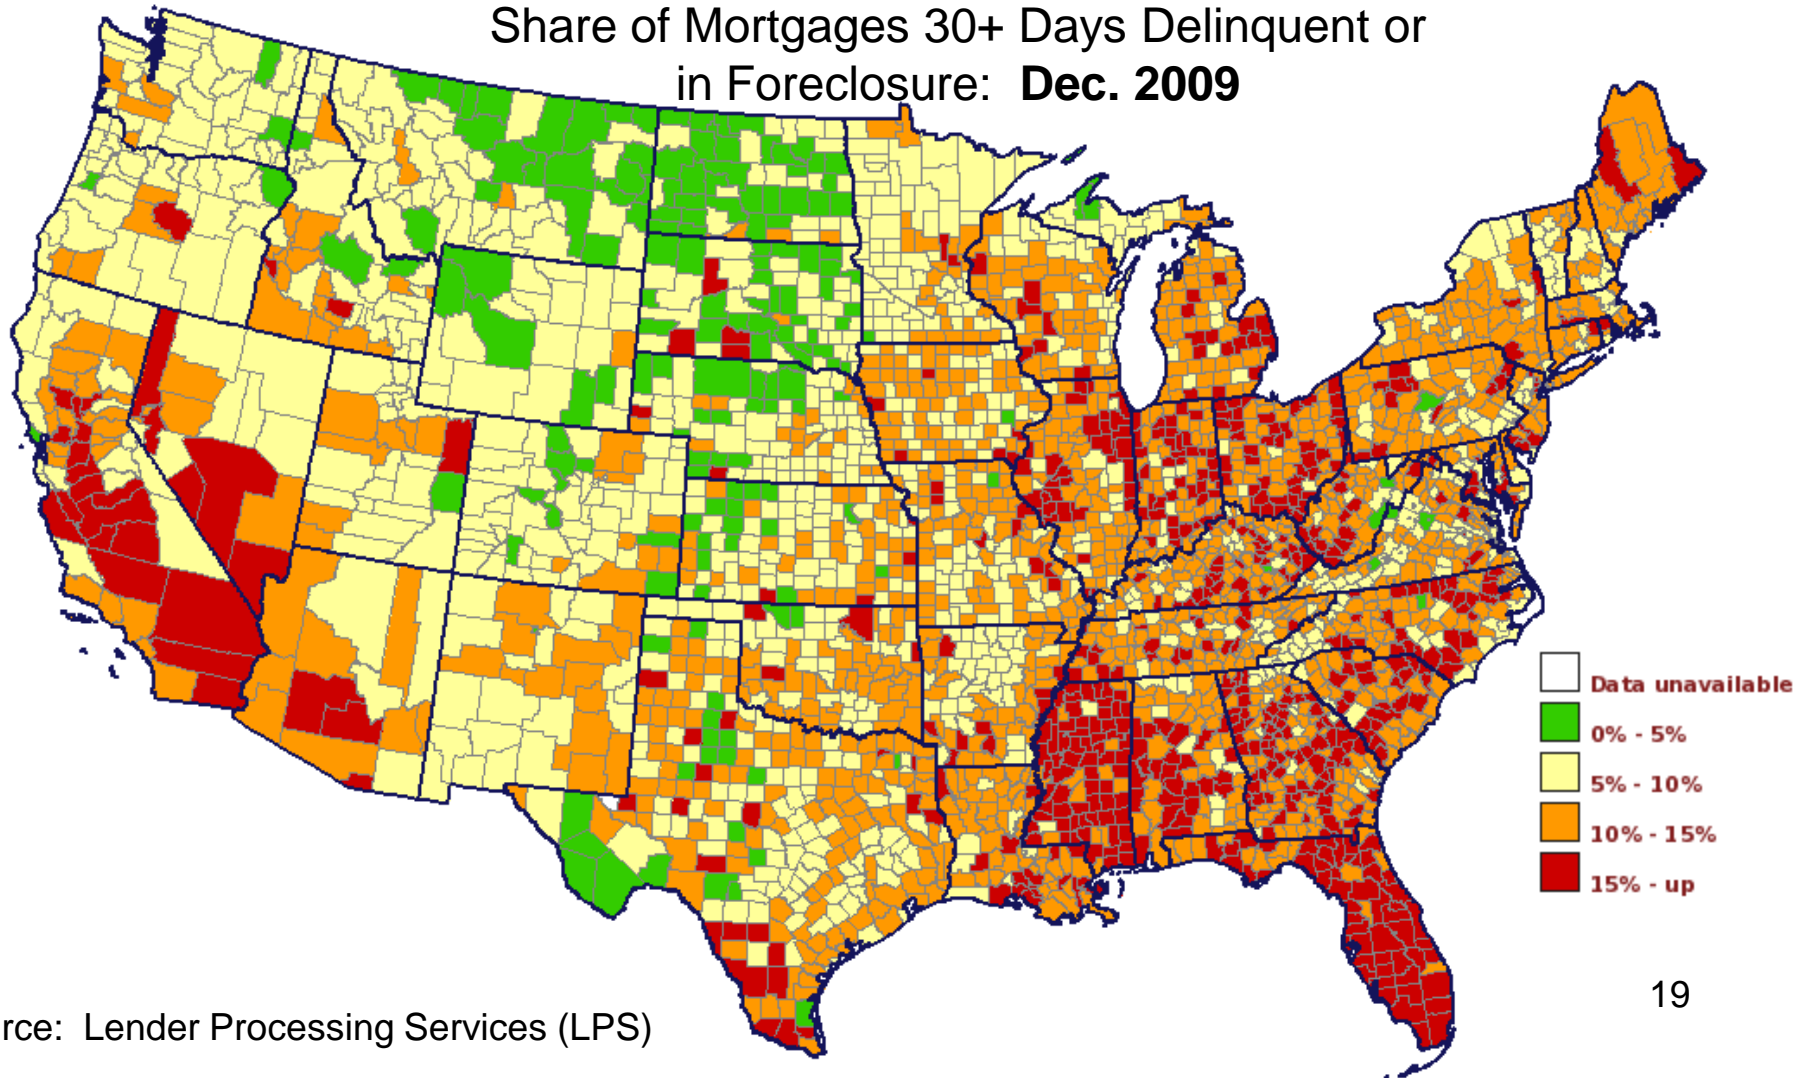 Share of Mortgages 30+ Days Delinquent or
in Foreclosure: Dec. 2009
Data unavailable
0% - 5%
5% - 10%
10% - 15%
15% - up
19
rce: Lender Processing Services (LPS)